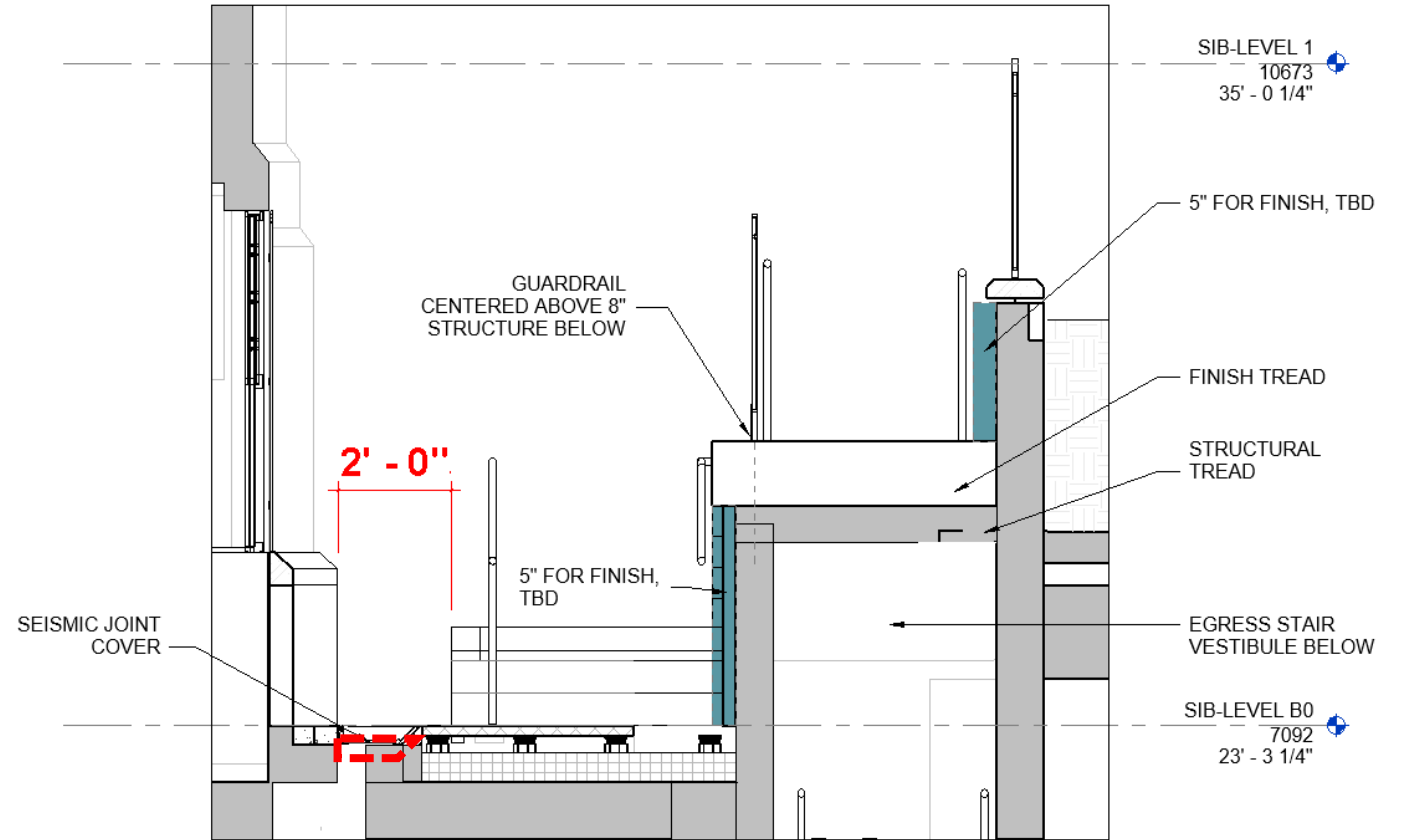 SIB-LEVEL 1
10673
35' - 0 1/4"
5" FOR FINISH, TBD
GUARDRAIL
CENTERED ABOVE 8"
STRUCTURE BELOW
FINISH TREAD
STRUCTURAL
TREAD
2' - 0"
5" FOR FINISH,
TBD
SEISMIC JOINT
COVER
EGRESS STAIR
VESTIBULE BELOW
SIB-LEVEL B0
7092
23' - 3 1/4"